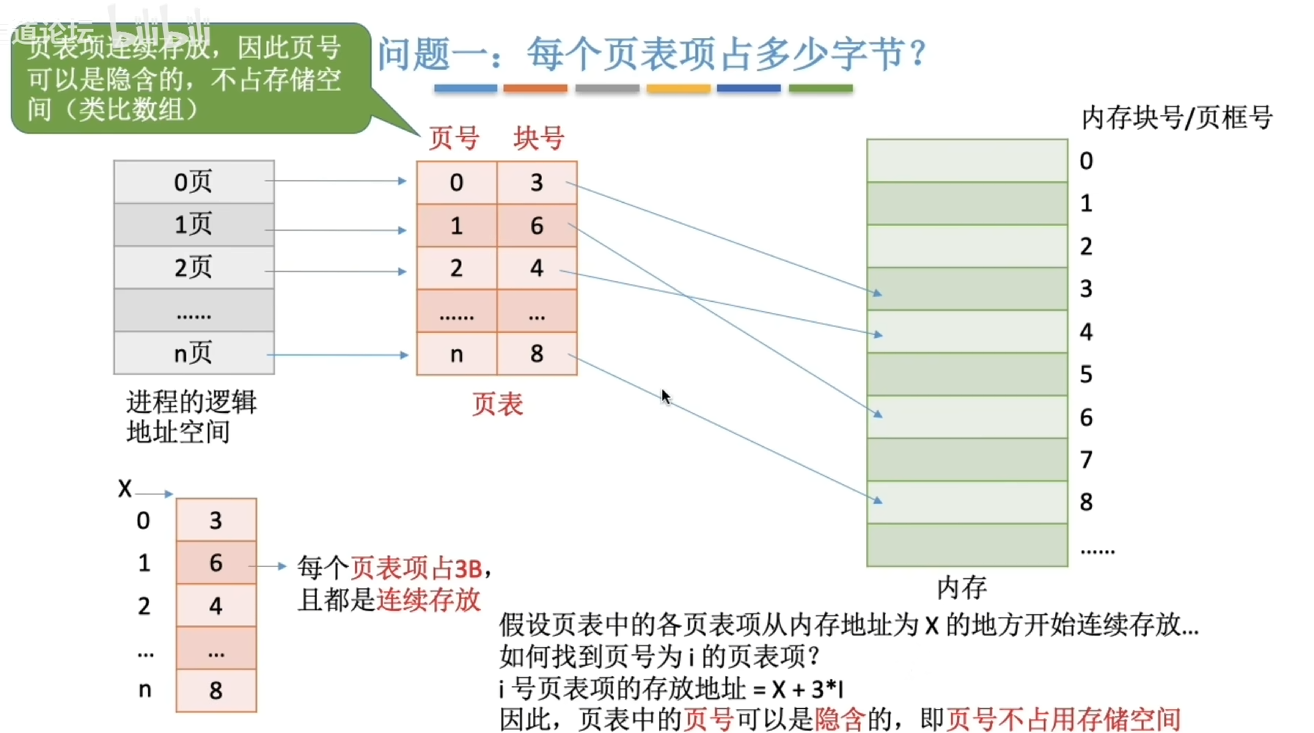 道论坛 bilibili
页表项连续存放，因此页号
可以是隐含的，不占存储空
间（类比数组）
问题一：每个页表项占多少字节？
内存块号/页框号
页号 块号
0页 0 3 0
1页 1 6 1
2页 2 4 2
...... ...... ... 3
n页 n 8 4
5
6
7
8
......
进程的逻辑
地址空间
页表
内存
X
0 3
1 6
2 4
... ...
n 8
每个页表项占3B，
且都是连续存放
假设页表中的各页表项从内存地址为 X 的地方开始连续存放...
如何找到页号为 i 的页表项？
i 号页表项的存放地址 = X + 3*I
因此，页表中的页号可以是隐含的，即页号不占用存储空间